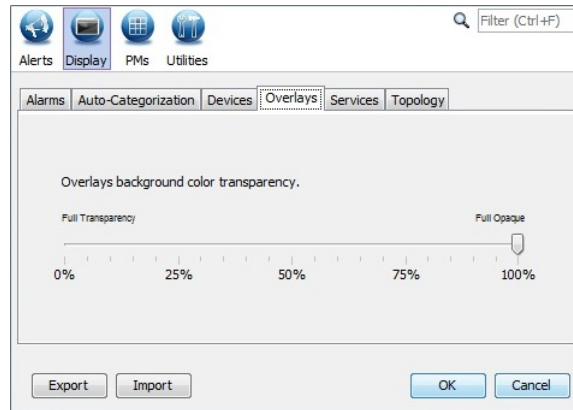 Filter (Ctrl+F)
Alerts Display PMs Utilities
Alarms Auto-Categorization Devices Overlays Services Topology
Overlays background color transparency.
Full Transparency Full Opaque
0% 25% 50% 75% 100%
Export Import OK Cancel